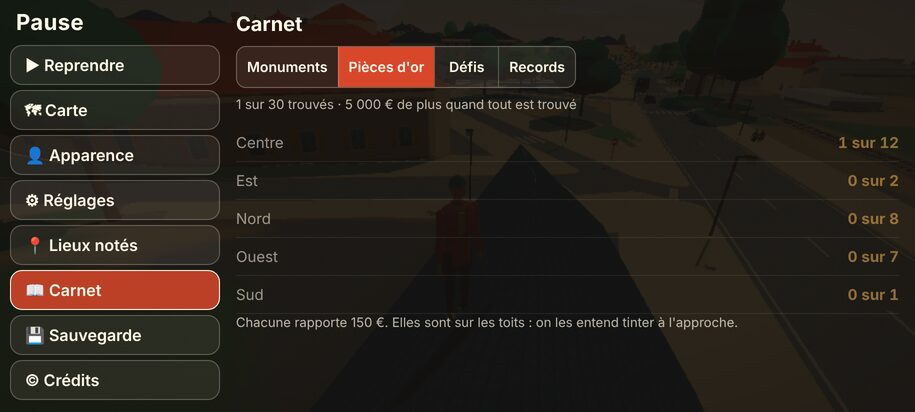 Pause
▶ Reprendre
🗺 Carte
👤 Apparence
⚙ Réglages
📍 Lieux notés
📖 Carnet
💾 Sauvegarde
© Crédits
Carnet
Monuments Pièces d'or Défis Records
1 sur 30 trouvés · 5 000 € de plus quand tout est trouvé
Centre 1 sur 12
Est 0 sur 2
Nord 0 sur 8
Ouest 0 sur 7
Sud 0 sur 1
Chacune rapporte 150 €. Elles sont sur les toits : on les entend tinter à l'approche.